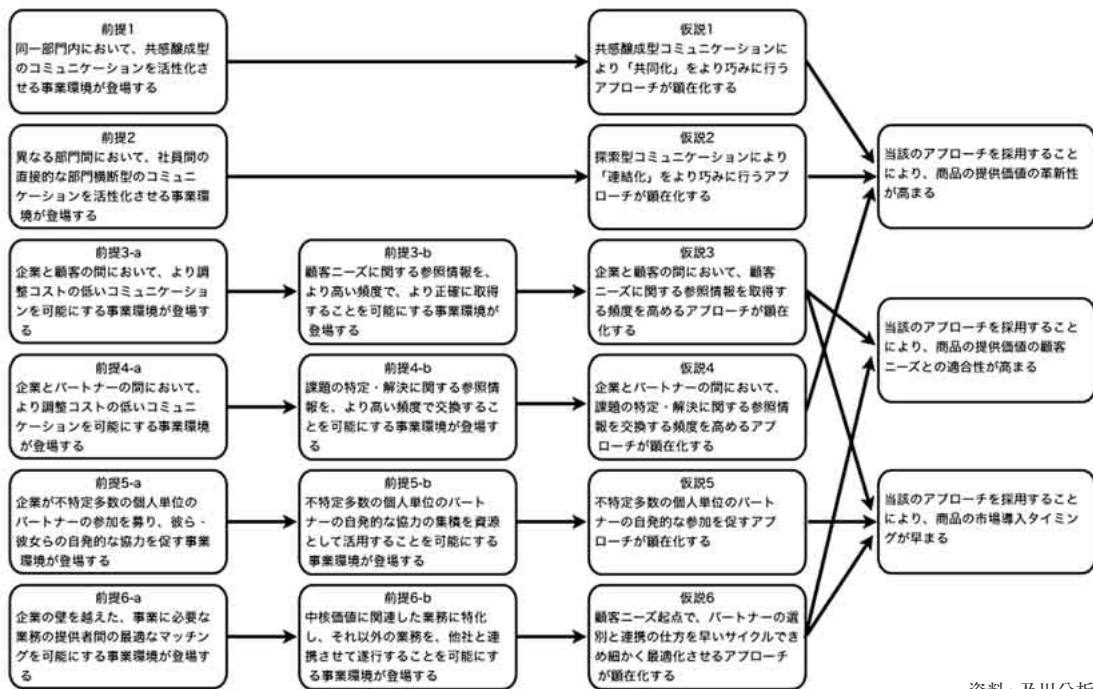 前提1
同一部門内において、共感醸成型
のコミュニケーションを活性化さ
せる事業環境が登場する
仮説1
共感醸成型コミュニケーションに
より「共同化」をより巧みに行う
アプローチが顕在化する
前提2
異なる部門間において、社員間の
直接的な部門横断型のコミュニ
ケーションを活性化させる事業環
境が登場する
仮説2
探索型コミュニケーションにより
「連結化」をより巧みに行うアプ
ローチが顕在化する
当該のアプローチを採用すること
により、商品の提供価値の革新性
が高まる
前提3-a
企業と顧客の間において、より調
整コストの低いコミュニケーショ
ンを可能にする事業環境が登場す
る
前提3-b
顧客ニーズに関する参照情報を、
より高い頻度で、より正確に取得
することを可能にする事業環境が
登場する
仮説3
企業と顧客の間において、顧客
ニーズに関する参照情報を取得す
る頻度を高めるアプローチが顕在
化する
当該のアプローチを採用すること
により、商品の提供価値の顧客
ニーズとの適合性が高まる
前提4-a
企業とパートナーの間において、
より調整コストの低いコミュニ
ケーションを可能にする事業環境
が登場する
前提4-b
課題の特定・解決に関する参照情
報を、より高い頻度で交換するこ
とを可能にする事業環境が登場す
る
仮説4
企業とパートナーの間において、
課題の特定・解決に関する参照情
報を交換する頻度を高めるアプ
ローチが顕在化する
前提5-a
企業が不特定多数の個人単位の
パートナーの参加を募り、彼ら・
彼女らの自発的な協力を促す事業
環境が登場する
前提5-b
不特定多数の個人単位のパート
ナーの自発的な協力の集積を資源
として活用することを可能にする
事業環境が登場する
仮説5
不特定多数の個人単位のパート
ナーの自発的な参加を促すアプ
ローチが顕在化する
当該のアプローチを採用すること
により、商品の市場導入タイミン
グが早まる
前提6-a
企業の壁を越えた、事業に必要な
業務の提供者間の最適なマッチン
グを可能にする事業環境が登場す
る
前提6-b
中核価値に関連した業務に特化
し、それ以外の業務を、他社と連
携させて遂行することを可能にす
る事業環境が登場する
仮説6
顧客ニーズ起点で、パートナーの選
別と連携の仕方を早いサイクルでき
め細かく最適化させるアプローチ
が顕在化する
資料:及川分析